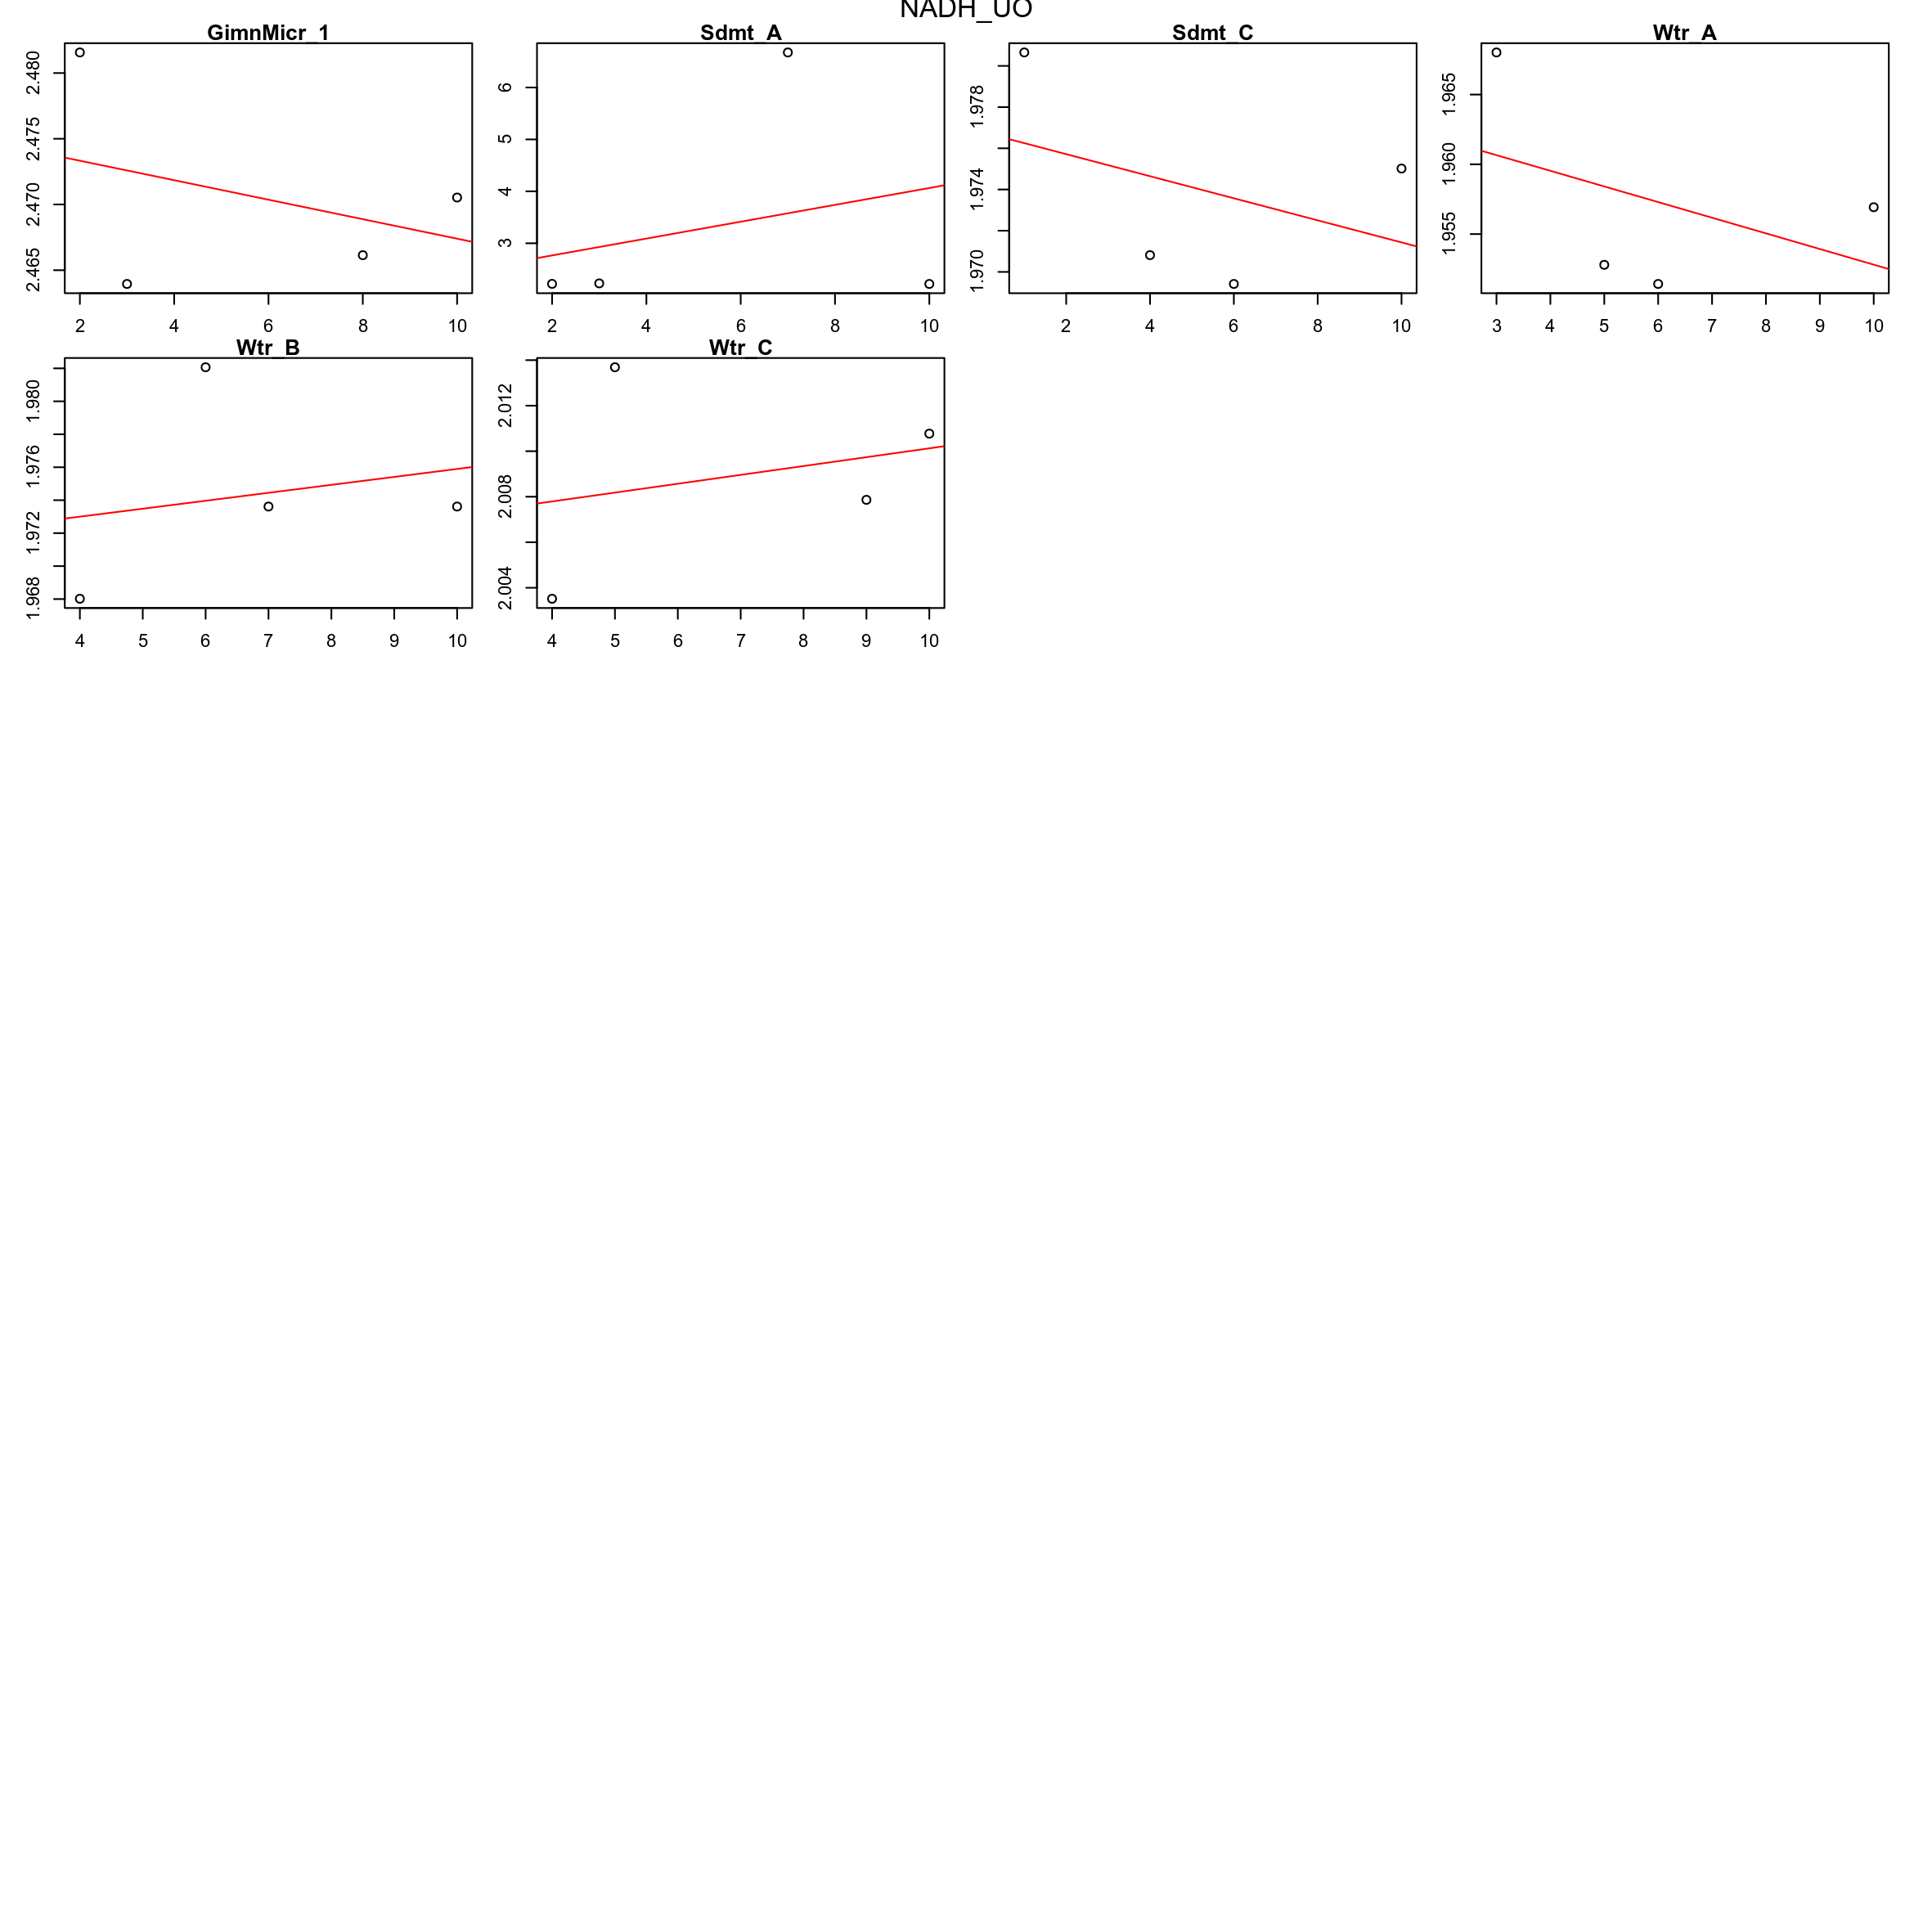 NADH_UO
GimnMicr_1 Sdmt_A Sdmt_C Wtr_A
2.480 2.475 2.470 2.465
2 4 6 8 10
6 5 4 3
2 4 6 8 10
1.978 1.974 1.970
2 4 6 8 10
1.965 1.960 1.955
3 4 5 6 7 8 9 10
Wtr_B Wtr_C
1.980 1.976 1.972 1.968
4 5 6 7 8 9 10
2.012 2.008 2.004
4 5 6 7 8 9 10